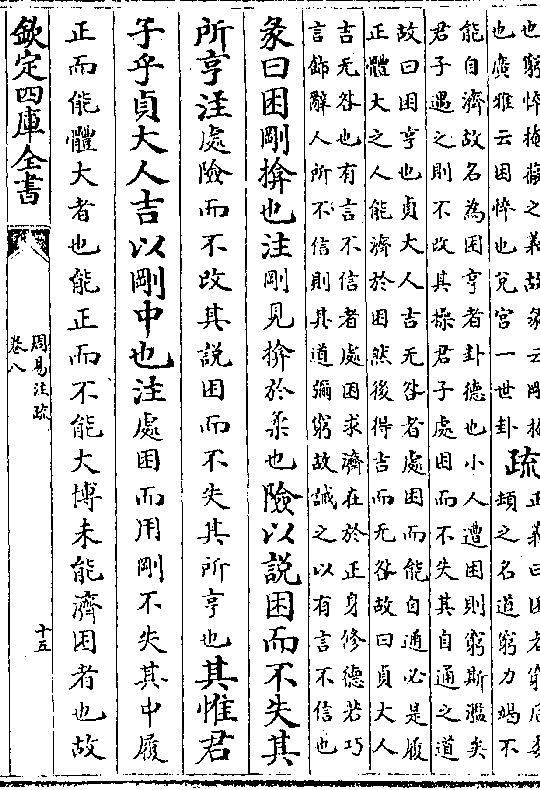 也窮悴掩蔽之義故彖云剛掩
也廣雅云困悴也兌宫一世卦
疏
正義曰困者窮厄委
頓之名道窮力竭不
能自濟故名為困亨者卦德也小人遭困則窮斯濫矣
君子遇之則不改其操君子處困而不失其自通之道
故曰困亨也貞大人吉无咎者處困而能自通必是履
正體大之人能濟於困然後得吉而无咎故曰貞大人
吉无咎也有言不信者處困求濟在於正身修德若巧
言飾辭人所不信則其道彌窮故誡之以有言不信也
彖曰困剛揜也注剛見揜於柔也險以說困而不失其
所亨注處險而不改其說困而不失其所亨也其惟君
子乎貞大人吉以剛中也注處困而用剛不失其中履
正而能體大者也能正而不能大博未能濟困者也故
欽定四庫全書
周易注疏
卷八
十五